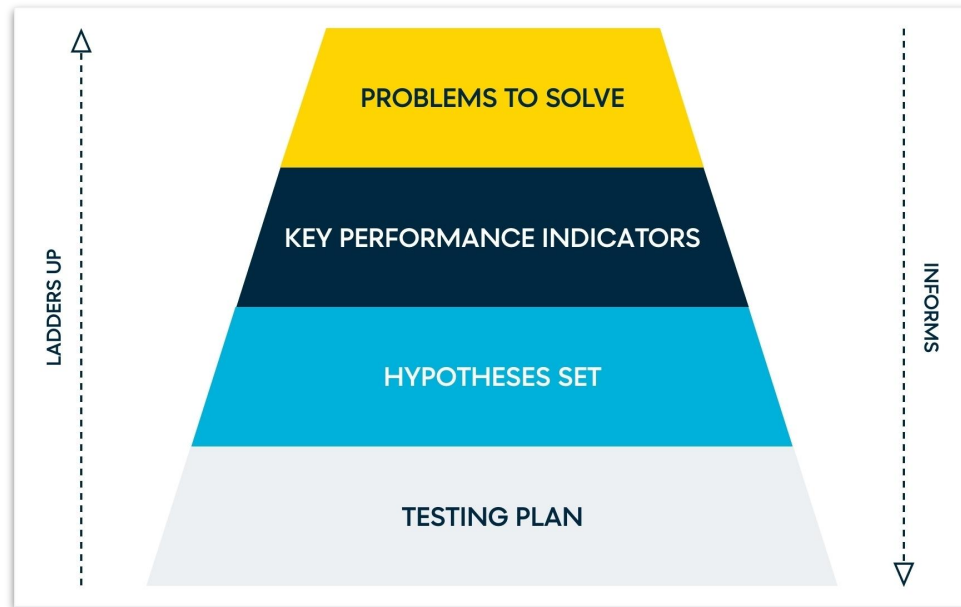 PROBLEMS TO SOLVE
KEY PERFORMANCE INDICATORS
LADDERS UP
INFORMS
HYPOTHESES SET
TESTING PLAN